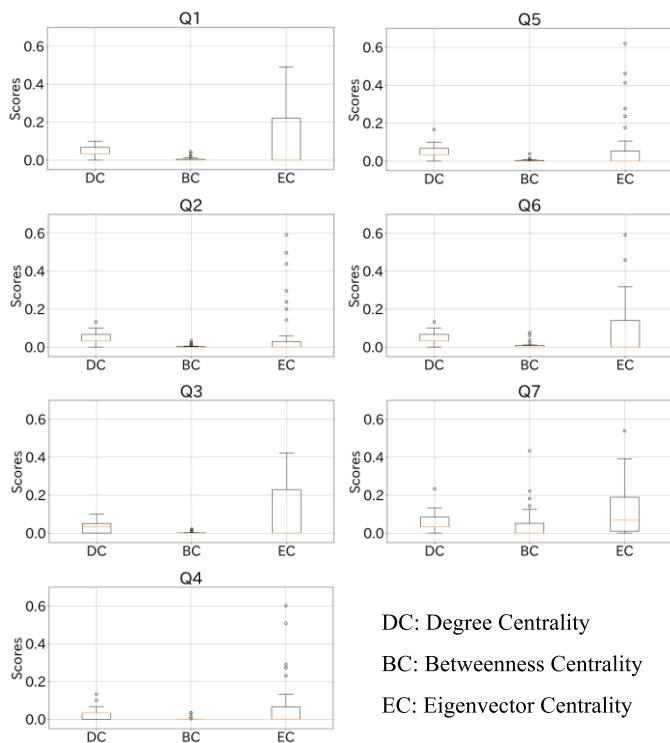 Q1
Scores
0.6
0.4
0.2
0.0
DC BC EC
Q5
Scores
0.6
0.4
0.2
0.0
DC BC EC
Q2
Scores
0.6
0.4
0.2
0.0
DC BC EC
Q6
Scores
0.6
0.4
0.2
0.0
DC BC EC
Q3
Scores
0.6
0.4
0.2
0.0
DC BC EC
Q7
Scores
0.6
0.4
0.2
0.0
DC BC EC
Q4
Scores
0.6
0.4
0.2
0.0
DC BC EC
DC: Degree Centrality
BC: Betweenness Centrality
EC: Eigenvector Centrality